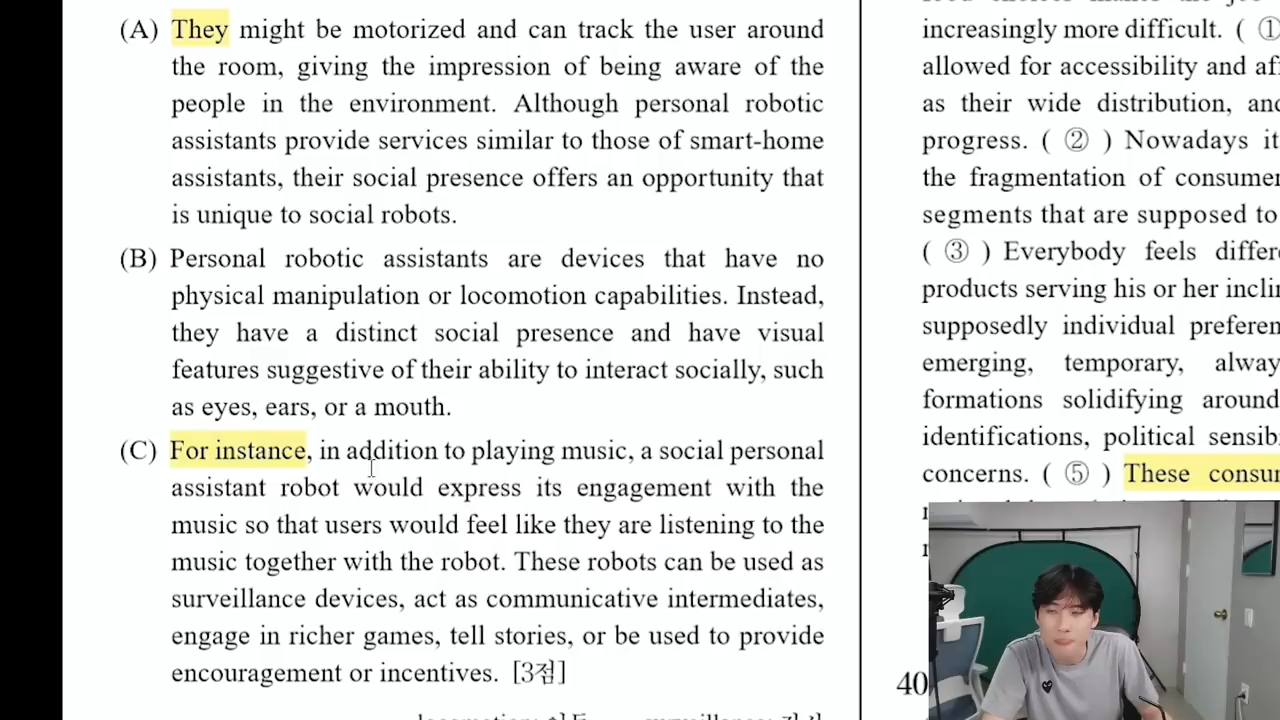 (A) They might be motorized and can track the user around
the room, giving the impression of being aware of the
people in the environment. Although personal robotic
assistants provide services similar to those of smart-home
assistants, their social presence offers an opportunity that
is unique to social robots.
(B) Personal robotic assistants are devices that have no
physical manipulation or locomotion capabilities. Instead,
they have a distinct social presence and have visual
features suggestive of their ability to interact socially, such
as eyes, ears, or a mouth.
(C) For instance, in addition to playing music, a social personal
assistant robot would express its engagement with the
music so that users would feel like they are listening to the
music together with the robot. These robots can be used as
surveillance devices, act as communicative intermediates,
engage in richer games, tell stories, or be used to provide
encouragement or incentives. [3점]
increasingly more difficult. ( ①
allowed for accessibility and
as their wide distribution, and
progress. ( ② ) Nowadays it
the fragmentation of
segments that are supposed to
( ③ ) Everybody feels
products serving his or her
supposedly individual
emerging, temporary,
formations solidifying around
identifications, political
concerns. ( ⑤ ) These
40